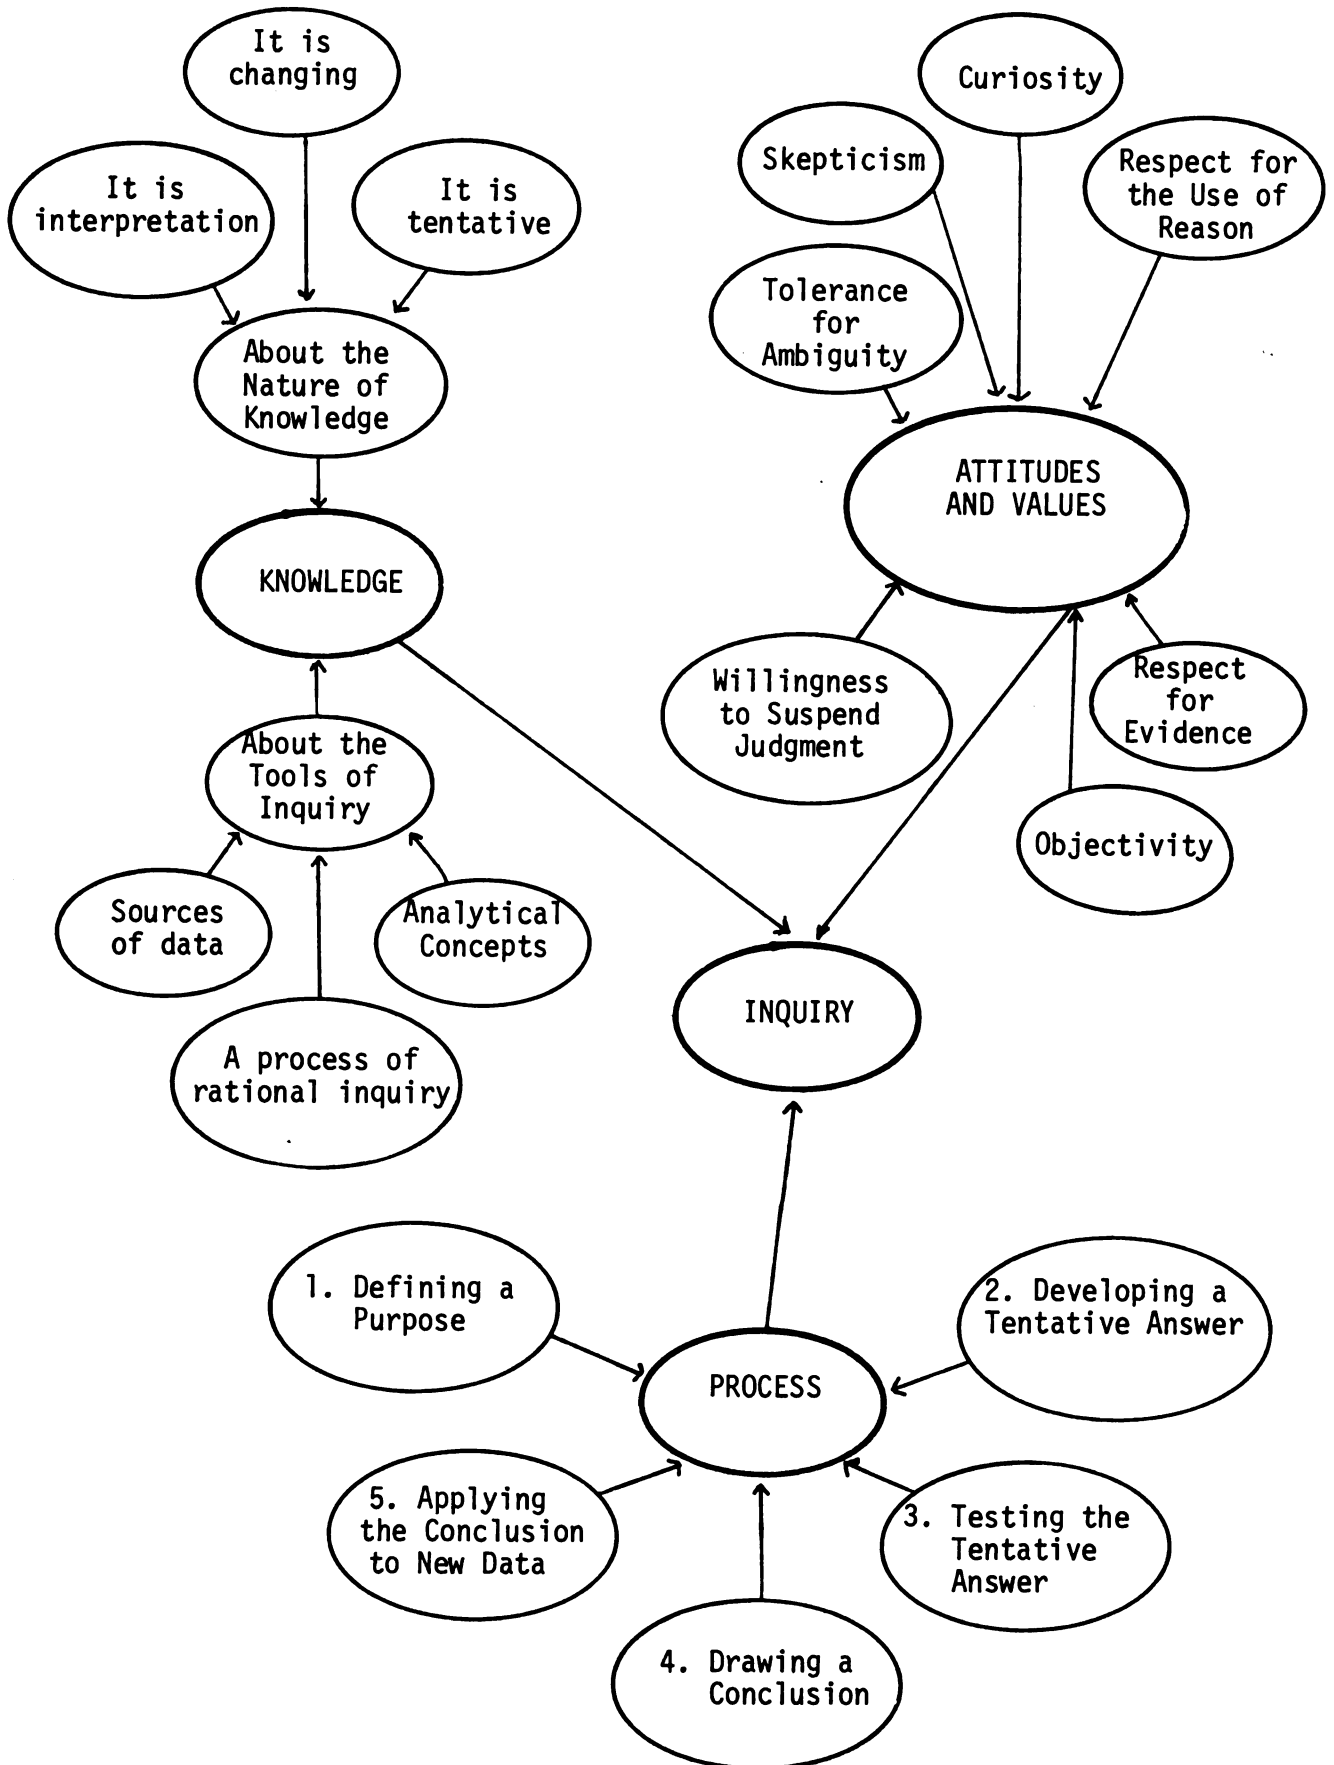 It is
changing
It is
interpretation
It is
tentative
About the
Nature of
Knowledge
KNOWLEDGE
About the
Tools of
Inquiry
Sources
of data
Analytical
Concepts
A process of
rational inquiry
Curiosity
Skepticism
Respect for
the Use of
Reason
Tolerance
for
Ambiguity
ATTITUDES
AND VALUES
Willingness
to Suspend
Judgment
Respect
for
Evidence
Objectivity
INQUIRY
1. Defining a
Purpose
2. Developing a
Tentative Answer
PROCESS
5. Applying
the Conclusion
to New Data
3. Testing the
Tentative
Answer
4. Drawing a
Conclusion